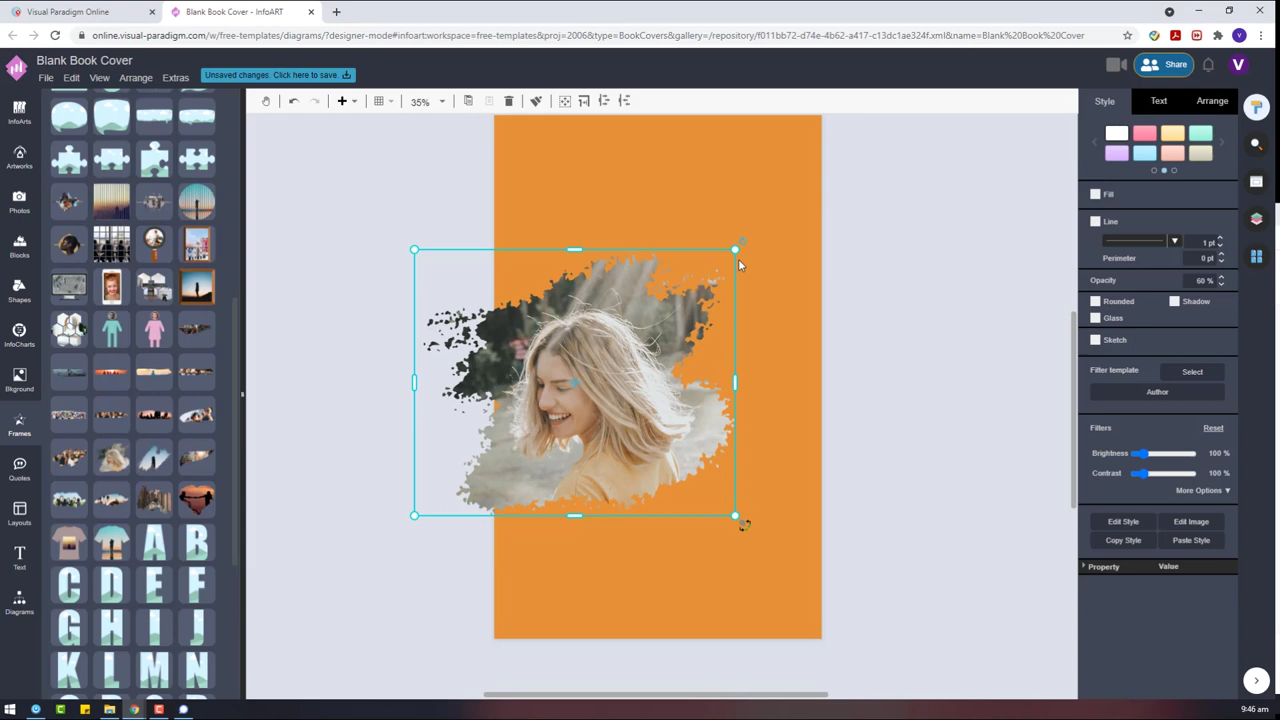 Visual Paradigm Online
Blank Book Cover - InfoART
online.visual-paradigm.com/w/free-templates/diagrams/?designer-mode#infoart:workspace=free-templates&proj=2006&type=BookCovers&gallery=/repository/f011bb72-d74e-4b62-a417-c13dc1ae324f.xml&name=Blank%20Book%20Cover
V
Blank Book Cover
File Edit View Arrange Extras
Unsaved changes. Click here to save
Share
V
35%
InfoArts
Artworks
Photos
Blocks
Shapes
InfoCharts
Bkground
Frames
Quotes
Layouts
Text
Diagrams
A B
C D E F
G H I J
K L M N
Style Text Arrange
Fill
Line
1 pt
Perimeter 0 pt
Opacity 60 %
Rounded Shadow
Glass
Sketch
Filter template Select
Author
Filters Reset
Brightness 100 %
Contrast 100 %
More Options ▼
Edit Style Edit Image
Copy Style Paste Style
Property Value
9:46 am